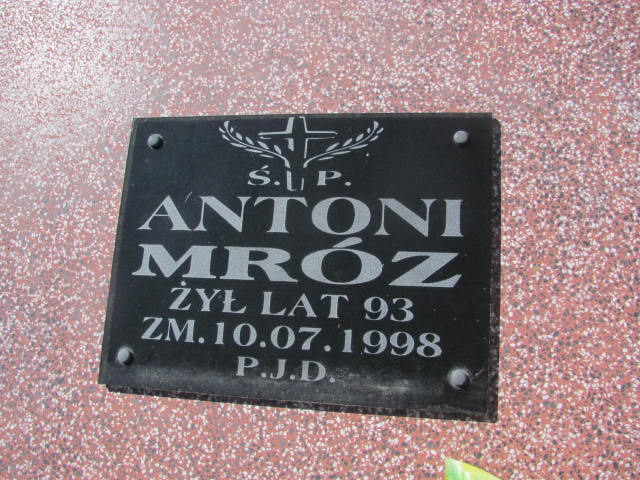 Ś. P.
ANTONI
MRÓZ
ŻYŁ LAT 93
ZM. 10.07.1998
P.J.D.